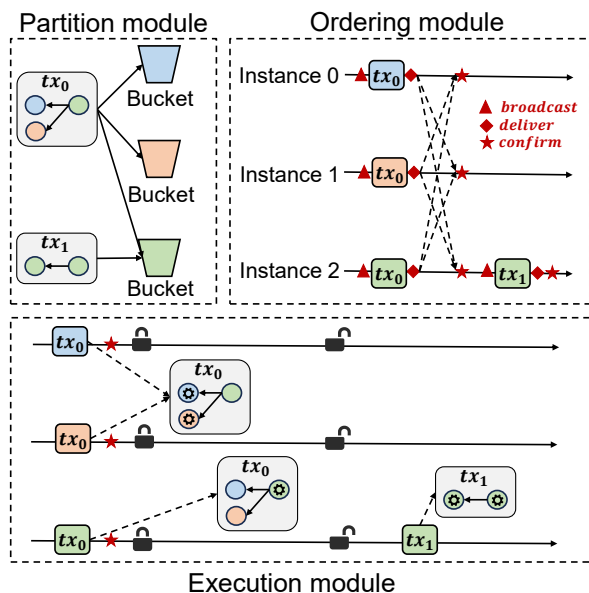 Partition module
tx0
Bucket
Bucket
tx1
Bucket
Ordering module
Instance 0
tx0
broadcast
deliver
confirm
Instance 1
tx0
Instance 2
tx0
tx1
tx0
tx0
tx0
tx0
tx1
tx0
tx1
Execution module